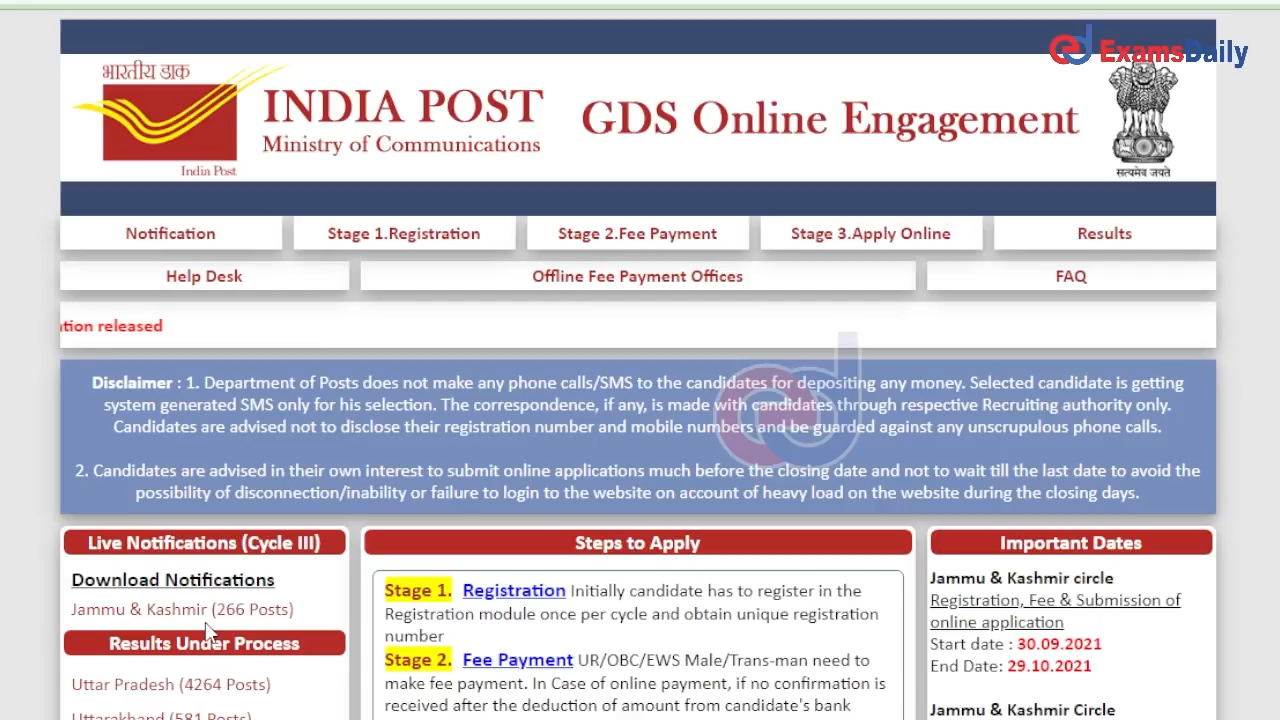 ExamsDaily
भारतीय डाक
INDIA POST
Ministry of Communications
India Post
GDS Online Engagement
सत्यमेव जयते
Notification
Stage 1.Registration
Stage 2.Fee Payment
Stage 3.Apply Online
Results
Help Desk
Offline Fee Payment Offices
FAQ
tion released
Disclaimer : 1. Department of Posts does not make any phone calls/SMS to the candidates for depositing any money. Selected candidate is getting
system generated SMS only for his selection. The correspondence, if any, is made with candidates through respective Recruiting authority only.
Candidates are advised not to disclose their registration number and mobile numbers and be guarded against any unscrupulous phone calls.
2. Candidates are advised in their own interest to submit online applications much before the closing date and not to wait till the last date to avoid the
possibility of disconnection/inability or failure to login to the website on account of heavy load on the website during the closing days.
Live Notifications (Cycle III)
Download Notifications
Jammu & Kashmir (266 Posts)
Results Under Process
Uttar Pradesh (4264 Posts)
Uttarakhand (581 Posts)
Steps to Apply
Stage 1. Registration Initially candidate has to register in the
Registration module once per cycle and obtain unique registration
number
Stage 2. Fee Payment UR/OBC/EWS Male/Trans-man need to
make fee payment. In Case of online payment, if no confirmation is
received after the deduction of amount from candidate's bank
Important Dates
Jammu & Kashmir circle
Registration, Fee & Submission of
online application
Start date : 30.09.2021
End Date: 29.10.2021
Jammu & Kashmir Circle